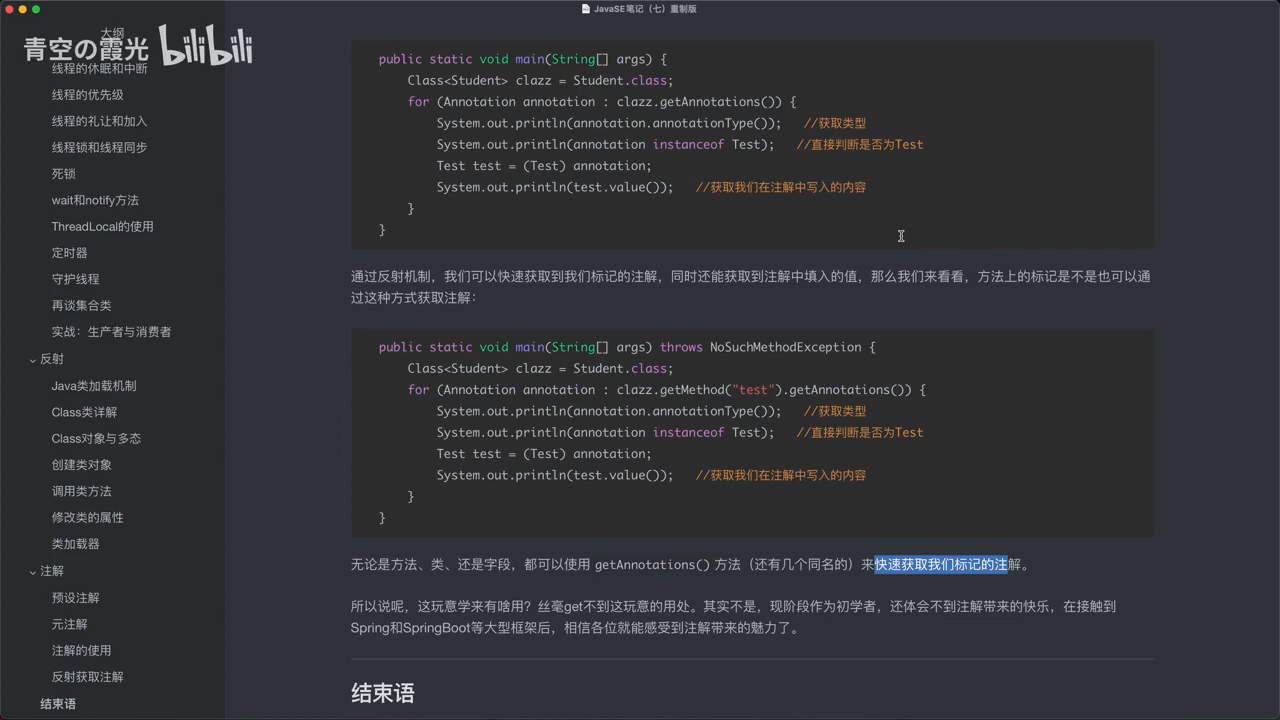 JavaSE笔记（七）重制版
大纲
青空の霞光 bilibili
线程的休眠和中断
线程的优先级
线程的礼让和加入
线程锁和线程同步
死锁
wait和notify方法
ThreadLocal的使用
定时器
守护线程
再谈集合类
实战：生产者与消费者
反射
Java类加载机制
Class类详解
Class对象与多态
创建类对象
调用类方法
修改类的属性
类加载器
注解
预设注解
元注解
注解的使用
反射获取注解
结束语
public static void main(String[] args) {
    Class<Student> clazz = Student.class;
    for (Annotation annotation : clazz.getAnnotations()) {
        System.out.println(annotation.annotationType());   //获取类型
        System.out.println(annotation instanceof Test);   //直接判断是否为Test
        Test test = (Test) annotation;
        System.out.println(test.value());   //获取我们在注解中写入的内容
    }
}
通过反射机制，我们可以快速获取到我们标记的注解，同时还能获取到注解中填入的值，那么我们来看看，方法上的标记是不是也可以通
过这种方式获取注解：
public static void main(String[] args) throws NoSuchMethodException {
    Class<Student> clazz = Student.class;
    for (Annotation annotation : clazz.getMethod("test").getAnnotations()) {
        System.out.println(annotation.annotationType());   //获取类型
        System.out.println(annotation instanceof Test);   //直接判断是否为Test
        Test test = (Test) annotation;
        System.out.println(test.value());   //获取我们在注解中写入的内容
    }
}
无论是方法、类、还是字段，都可以使用 getAnnotations() 方法（还有几个同名的）来快速获取我们标记的注解。
所以说呢，这玩意学来有啥用？丝毫get不到这玩意的用处。其实不是，现阶段作为初学者，还体会不到注解带来的快乐，在接触到
Spring和SpringBoot等大型框架后，相信各位就能感受到注解带来的魅力了。
结束语